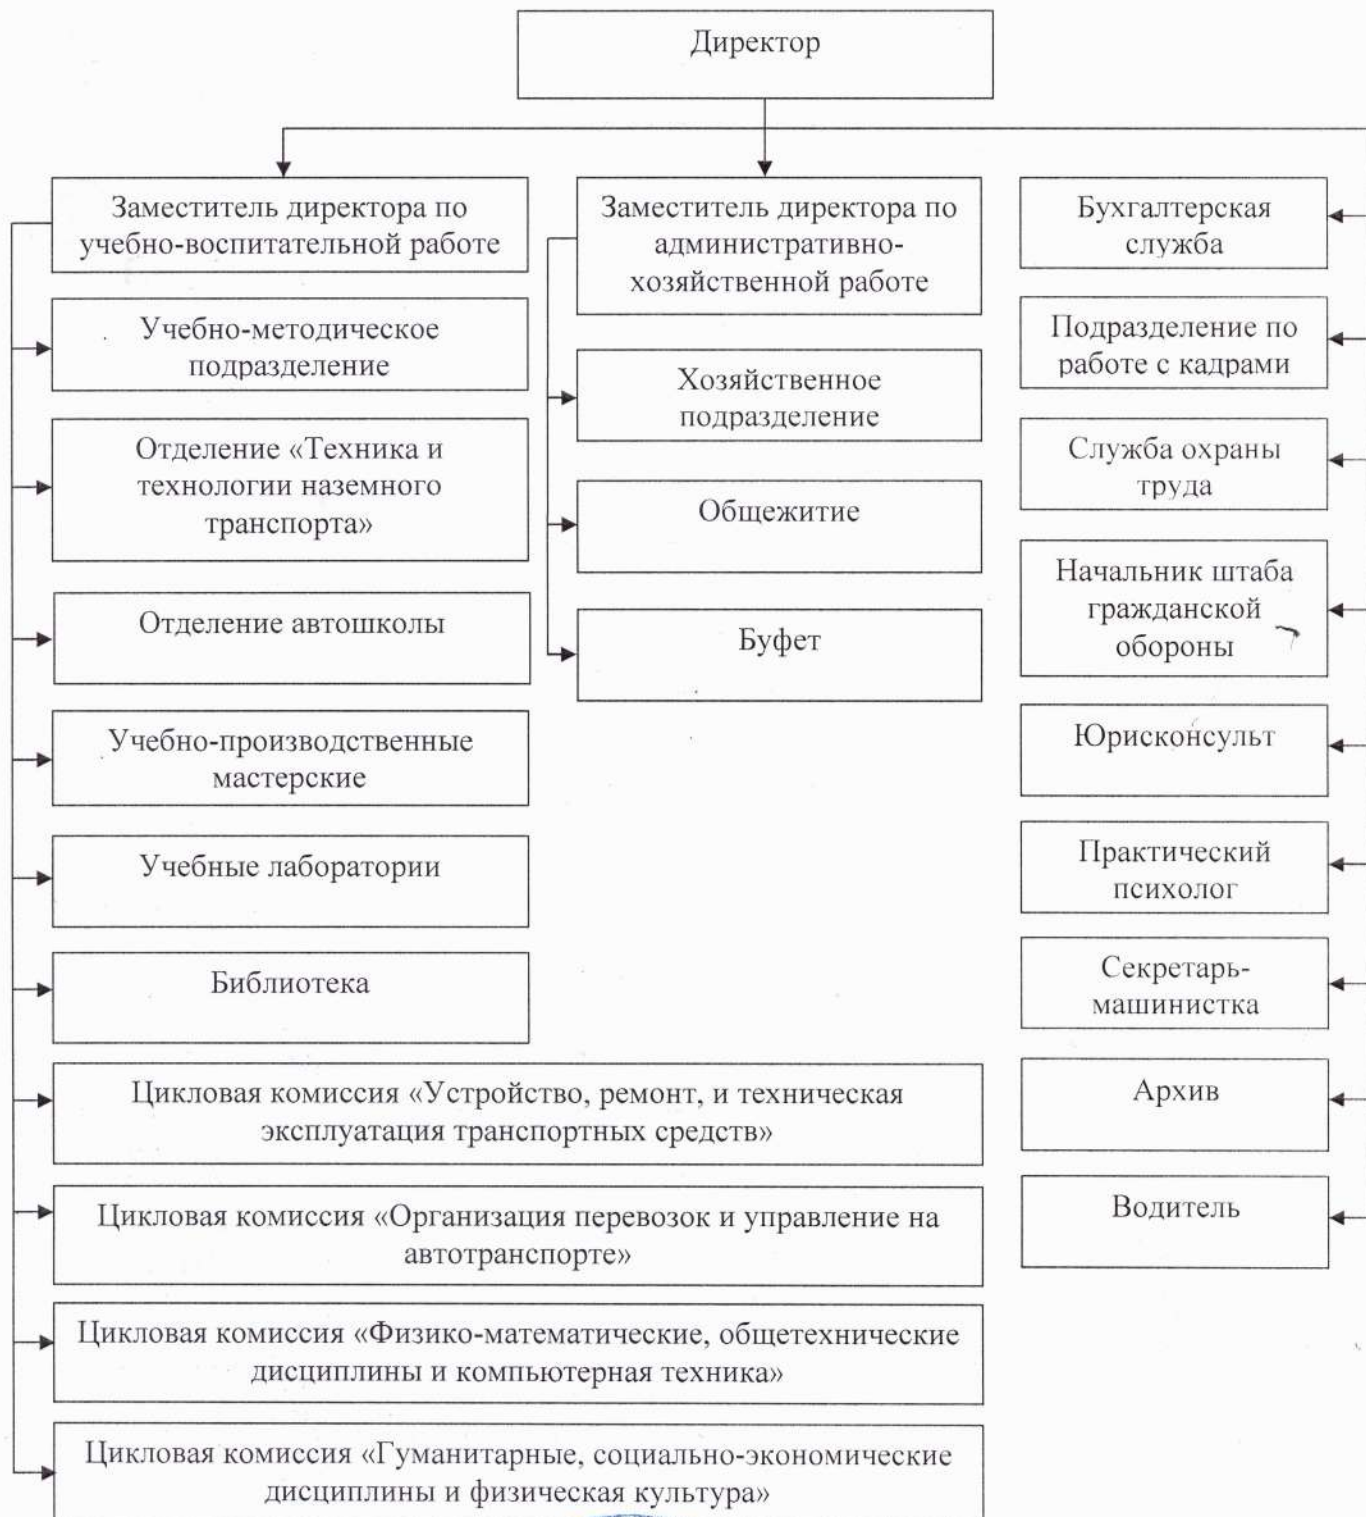 Директор
Заместитель директора по
учебно-воспитательной работе
Учебно-методическое
подразделение
Отделение «Техника и
технологии наземного
транспорта»
Отделение автошколы
Учебно-производственные
мастерские
Учебные лаборатории
Библиотека
Цикловая комиссия «Устройство, ремонт, и техническая
эксплуатация транспортных средств»
Цикловая комиссия «Организация перевозок и управление на
автотранспорте»
Цикловая комиссия «Физико-математические, общетехнические
дисциплины и компьютерная техника»
Цикловая комиссия «Гуманитарные, социально-экономические
дисциплины и физическая культура»
Заместитель директора по
административно-
хозяйственной работе
Хозяйственное
подразделение
Общежитие
Буфет
Бухгалтерская
служба
Подразделение по
работе с кадрами
Служба охраны
труда
Начальник штаба
гражданской
обороны
Юрисконсульт
Практический
психолог
Секретарь-
машинистка
Архив
Водитель